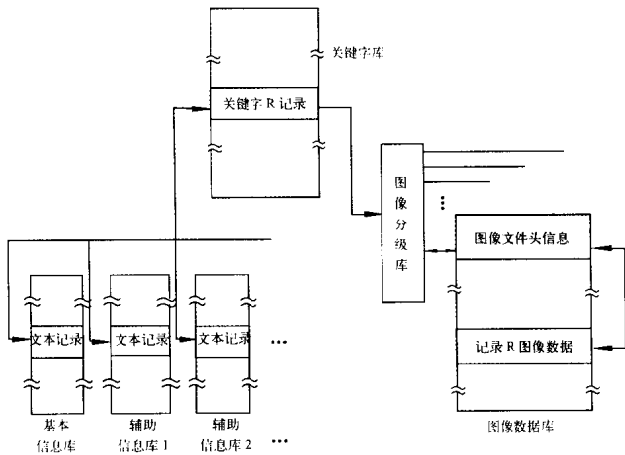 关键字库
关键字 R 记录
图像分级库
图像文件头信息
记录 R 图像数据
图像数据库
文本记录
文本记录
文本记录
基本
信息库
辅助
信息库 1
辅助
信息库 2